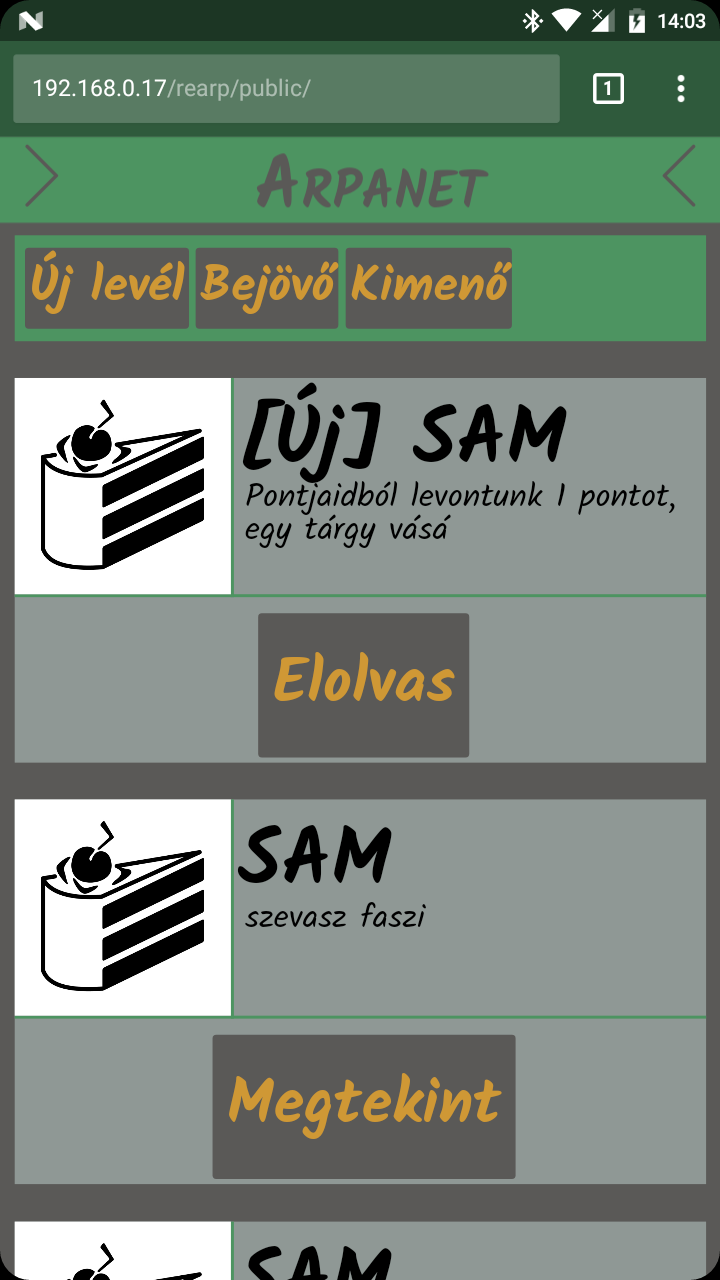 14:03
192.168.0.17/rearp/public/
1
ARPANET
Új levél Bejövő Kimenő
[Új] SAM
Pontjaidból levontunk 1 pontot,
egy tárgy vásá
Elolvas
SAM
szevasz faszi
Megtekint
SAM